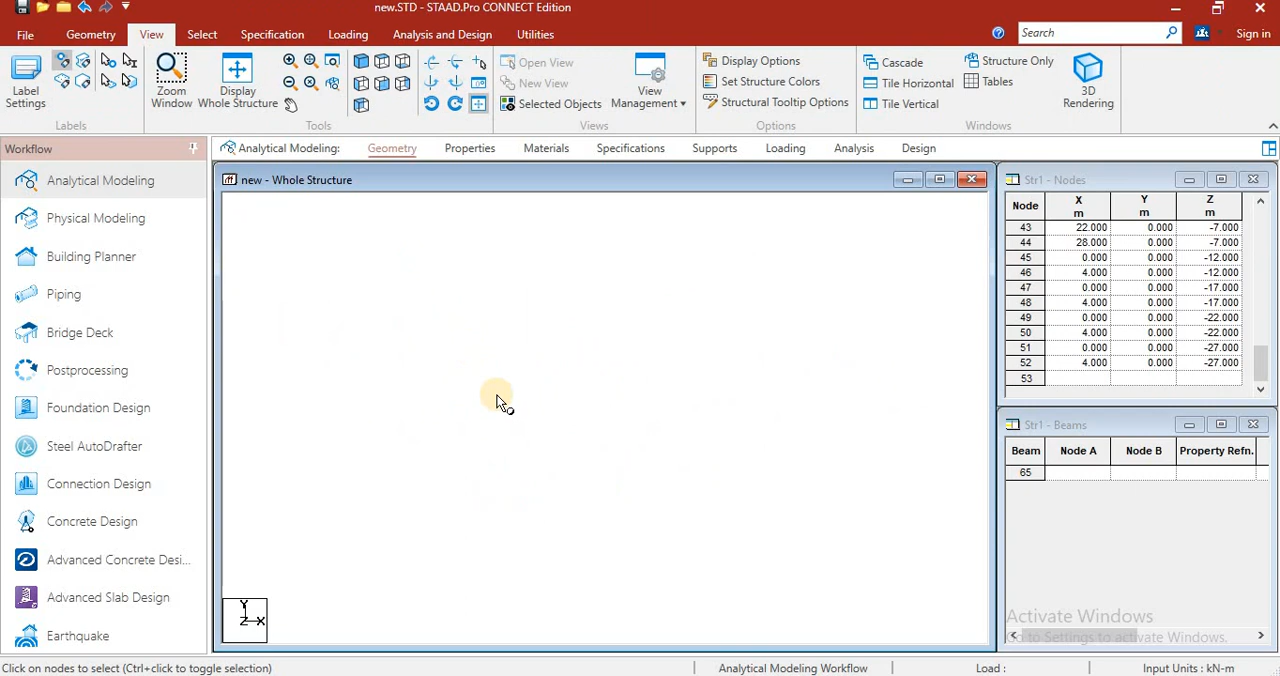 new.STD - STAAD.Pro CONNECT Edition
File Geometry View Select Specification Loading Analysis and Design Utilities Search Sign in
Label Settings
Zoom Window
Display Whole Structure
Open View
New View
Selected Objects
View Management
Display Options
Set Structure Colors
Structural Tooltip Options
Cascade
Tile Horizontal
Tile Vertical
Structure Only
Tables
3D Rendering
Labels Tools Views Options Windows
Workflow
Analytical Modeling: Geometry Properties Materials Specifications Supports Loading Analysis Design
Analytical Modeling
Physical Modeling
Building Planner
Piping
Bridge Deck
Postprocessing
Foundation Design
Steel AutoDrafter
Connection Design
Concrete Design
Advanced Concrete Desi...
Advanced Slab Design
Earthquake
new - Whole Structure
Y
Z X
Str1 - Nodes
Node X m Y m Z m
43 22.000 0.000 -7.000
44 28.000 0.000 -7.000
45 0.000 0.000 -12.000
46 4.000 0.000 -12.000
47 0.000 0.000 -17.000
48 4.000 0.000 -17.000
49 0.000 0.000 -22.000
50 4.000 0.000 -22.000
51 0.000 0.000 -27.000
52 4.000 0.000 -27.000
53
Str1 - Beams
Beam Node A Node B Property Refn.
65
Activate Windows
Go to Settings to activate Windows.
Click on nodes to select (Ctrl+click to toggle selection) Analytical Modeling Workflow Load : Input Units : kN-m